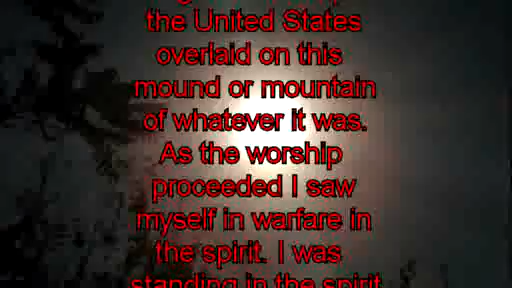 the United States
overlaid on this
mound or mountain
of whatever it was.
As the worship
proceeded I saw
myself in warfare in
the spirit. I was
standing in the spirit